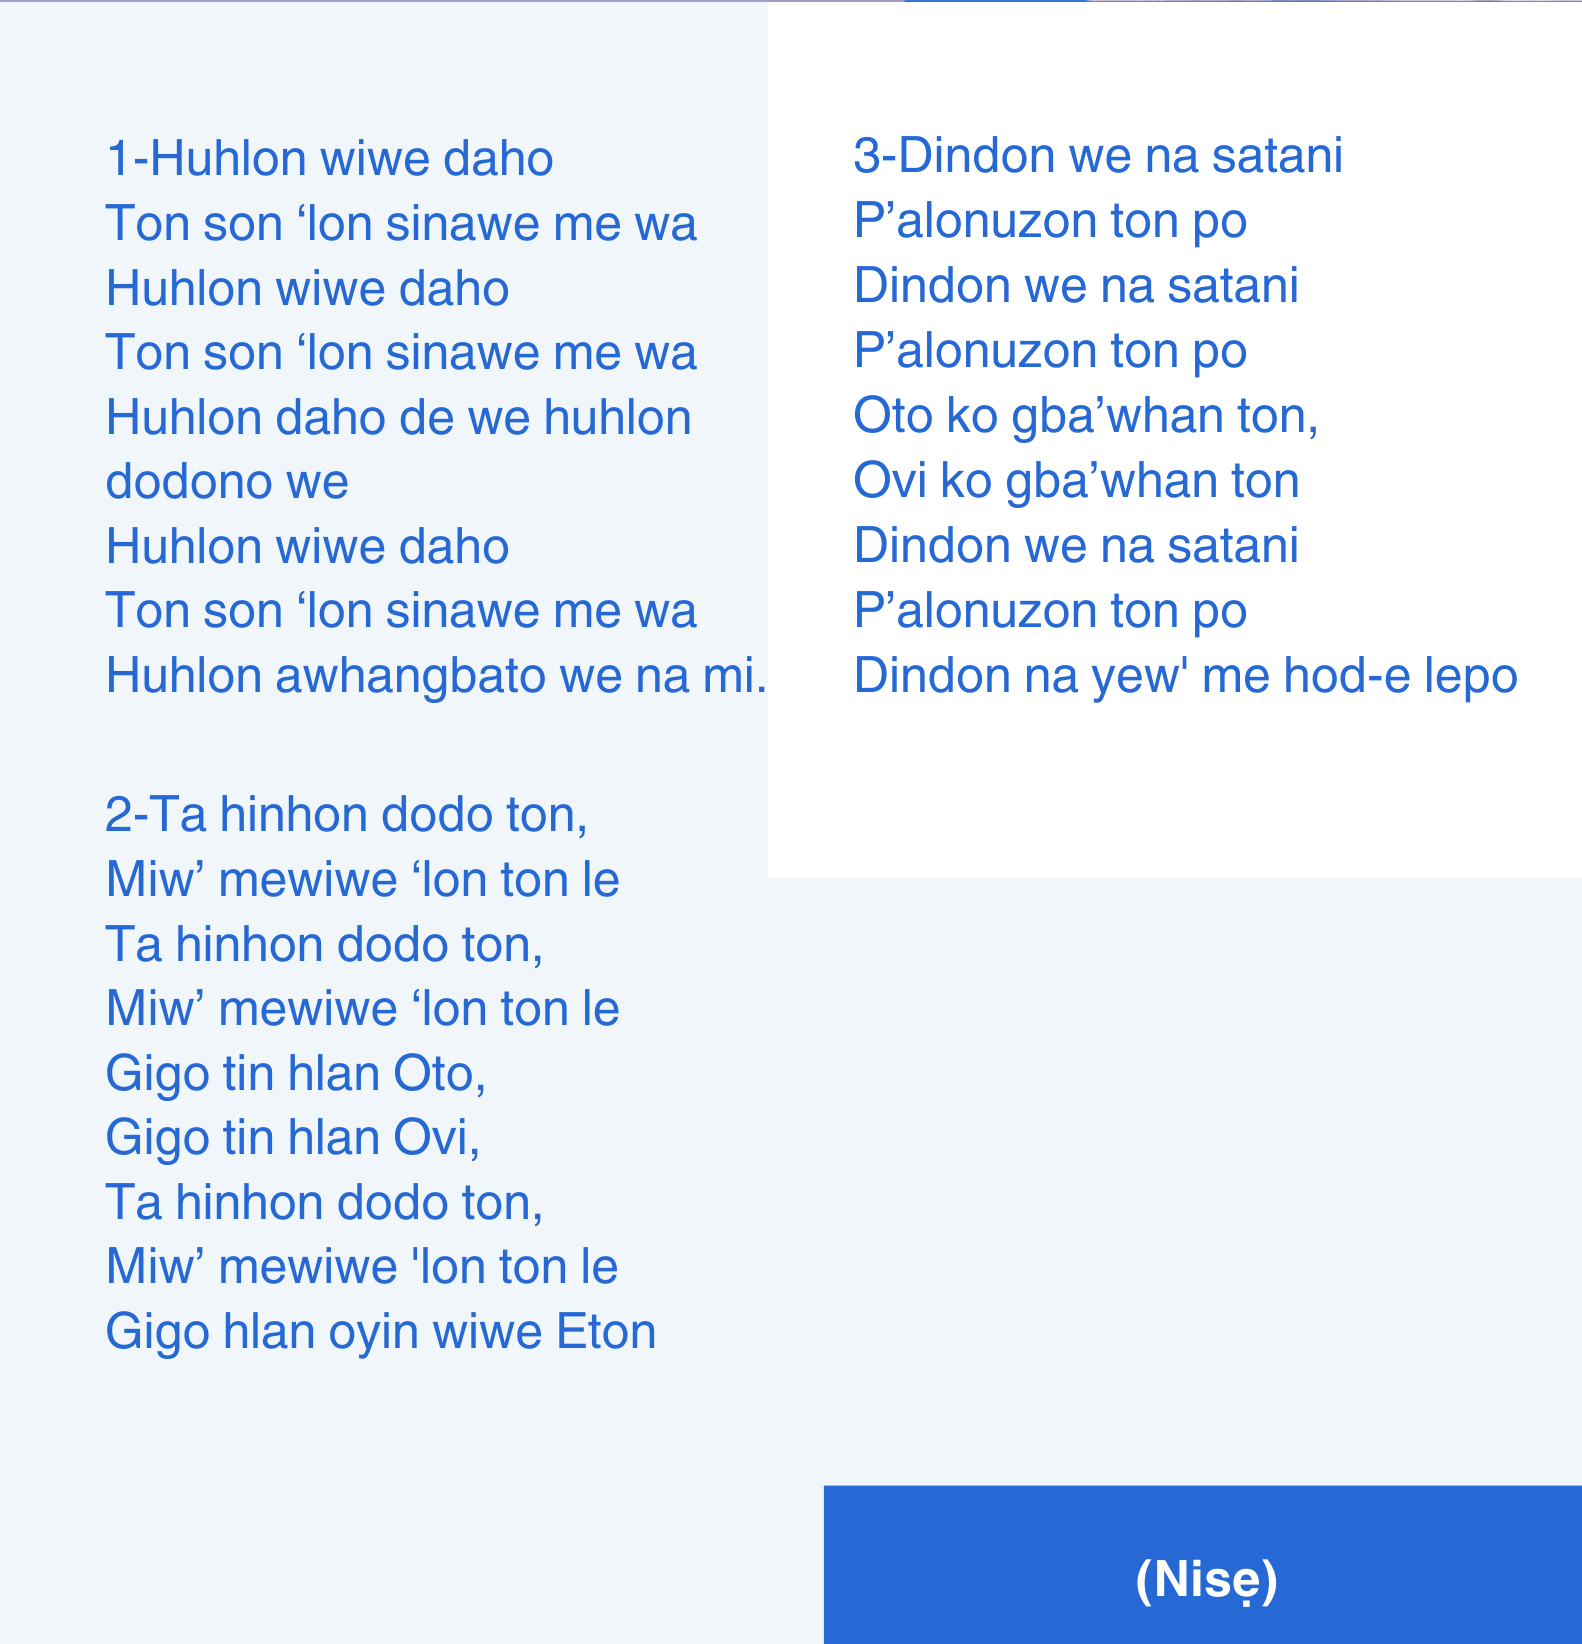 1-Huhlon wiwe daho
Ton son ‘lon sinawe me wa
Huhlon wiwe daho
Ton son ‘lon sinawe me wa
Huhlon daho de we huhlon
dodono we
Huhlon wiwe daho
Ton son ‘lon sinawe me wa
Huhlon awhangbato we na mi.
2-Ta hinhon dodo ton,
Miw’ mewiwe ‘lon ton le
Ta hinhon dodo ton,
Miw’ mewiwe ‘lon ton le
Gigo tin hlan Oto,
Gigo tin hlan Ovi,
Ta hinhon dodo ton,
Miw’ mewiwe 'lon ton le
Gigo hlan oyin wiwe Eton
3-Dindon we na satani
P’alonuzon ton po
Dindon we na satani
P’alonuzon ton po
Oto ko gba’whan ton,
Ovi ko gba’whan ton
Dindon we na satani
P’alonuzon ton po
Dindon na yew' me hod-e lepo
(Nisẹ)